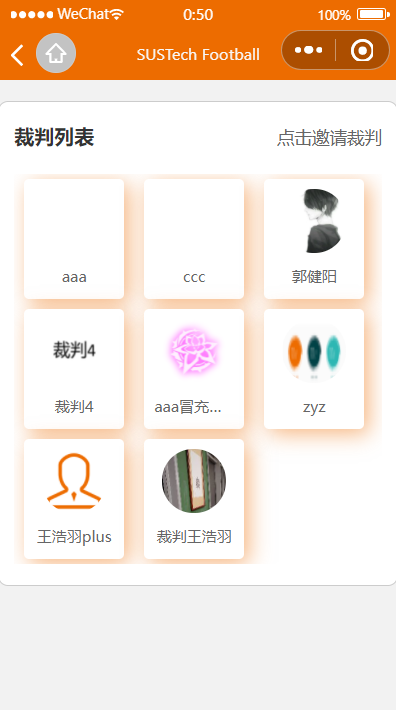 WeChat
0:50
100%
SUSTech Football
裁判列表
点击邀请裁判
aaa
ccc
郭健阳
裁判4
裁判4
aaa冒充...
zyz
王浩羽plus
裁判王浩羽